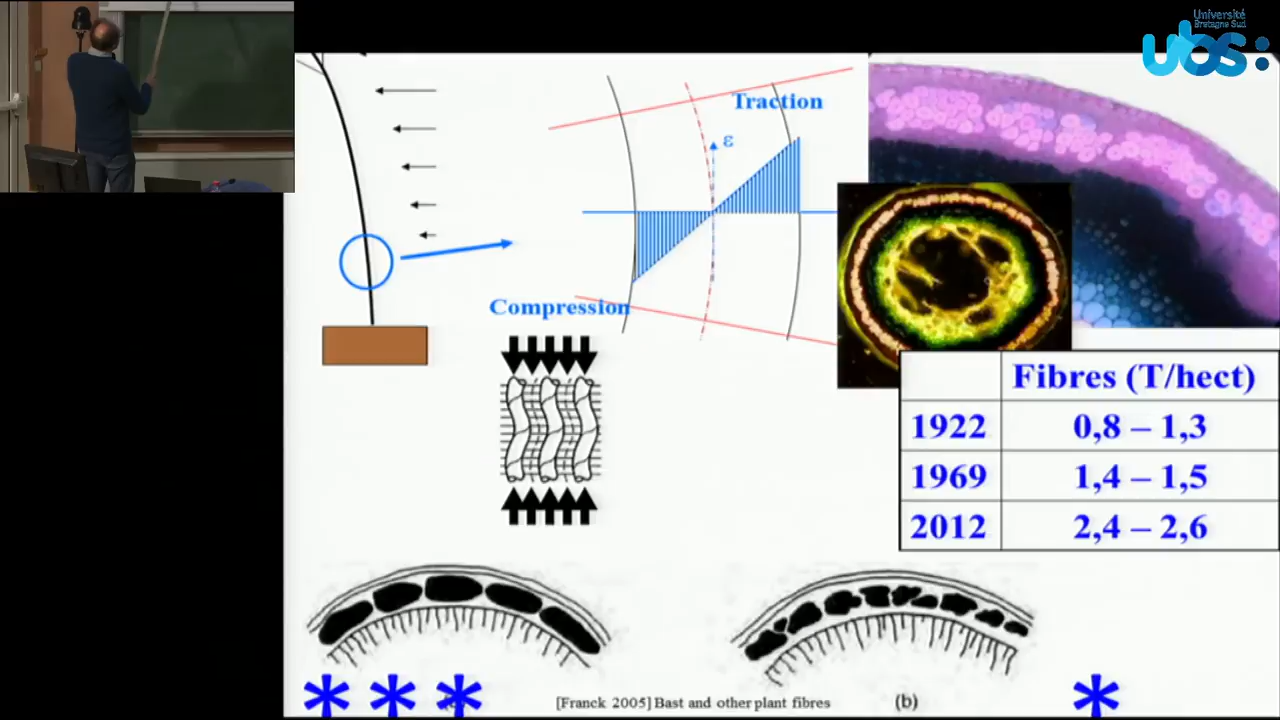 Université
Bretagne Sud
ubs:
Traction
ε
Compression
Fibres (T/hect)
1922 0,8 – 1,3
1969 1,4 – 1,5
2012 2,4 – 2,6
* * *
[Franck 2005] Bast and other plant fibres
(b)
*